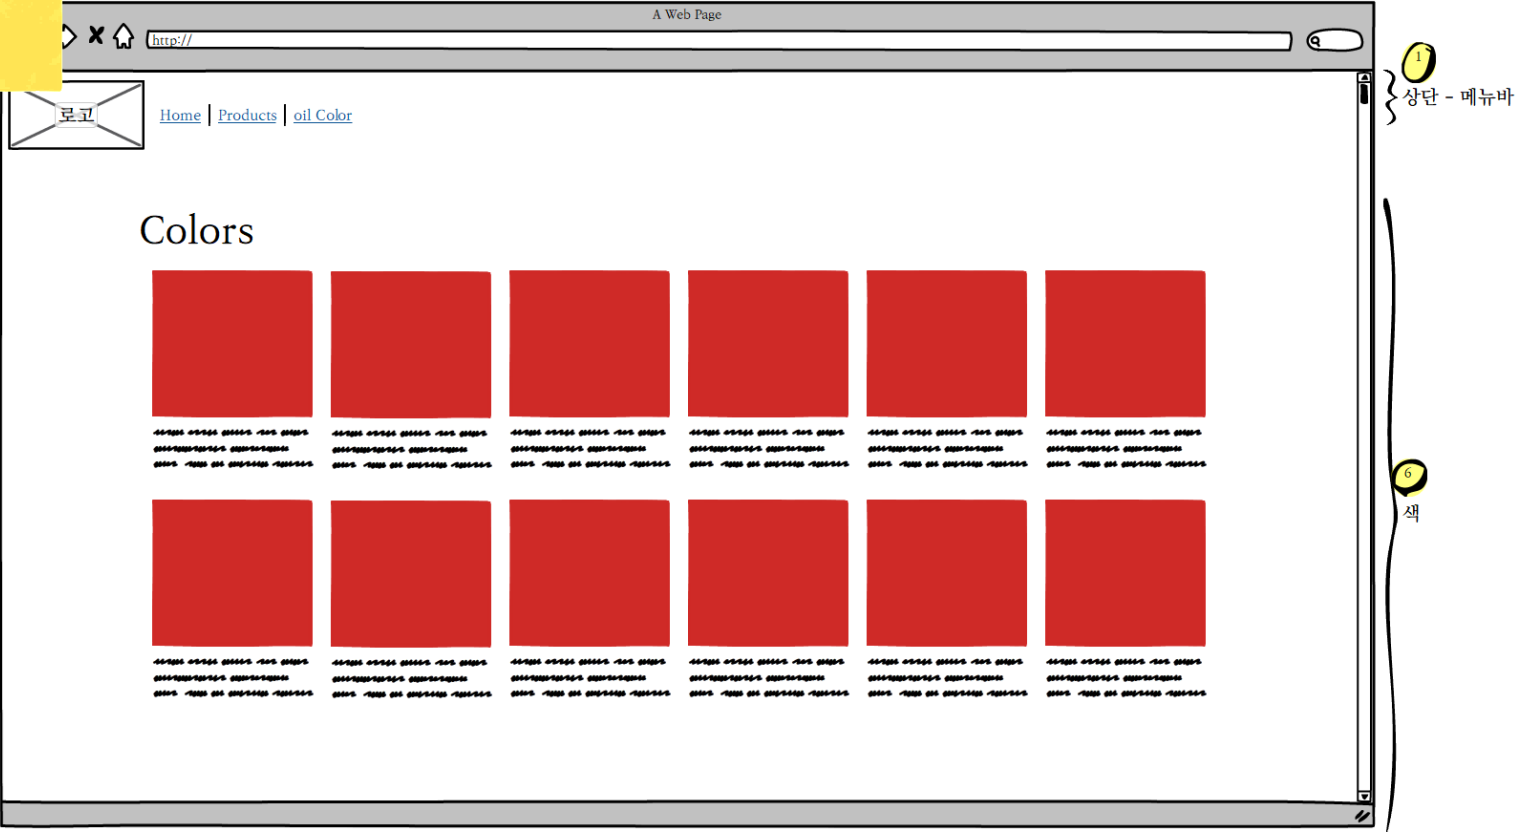 A Web Page
http://
로고
Home | Products | oil Color
1
상단 - 메뉴바
Colors
6
색